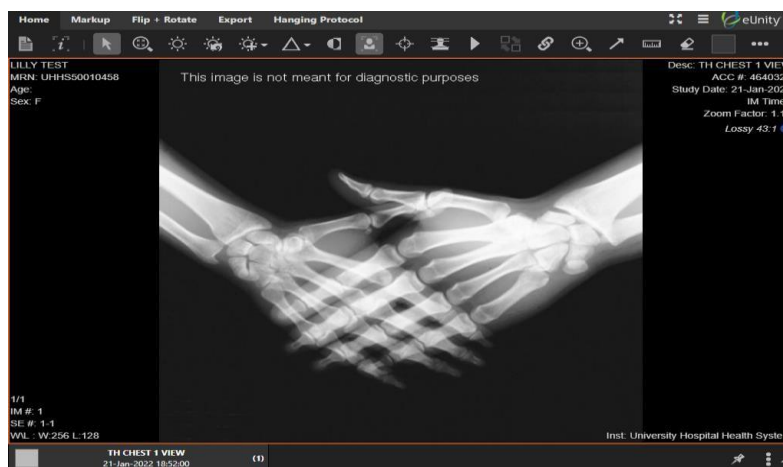 Home Markup Flip + Rotate Export Hanging Protocol eUnity
LILLY TEST
MRN: UHHS50010458
Age:
Sex: F
This image is not meant for diagnostic purposes
Desc: TH CHEST 1 VIEW
ACC #: 464032
Study Date: 21-Jan-202
IM Time
Zoom Factor: 1.1
Lossy 43:1
1/1
IM #: 1
SE #: 1-1
W\L : W:256 L:128
Inst: University Hospital Health Syste
TH CHEST 1 VIEW
21-Jan-2022 18:52:00
(1)